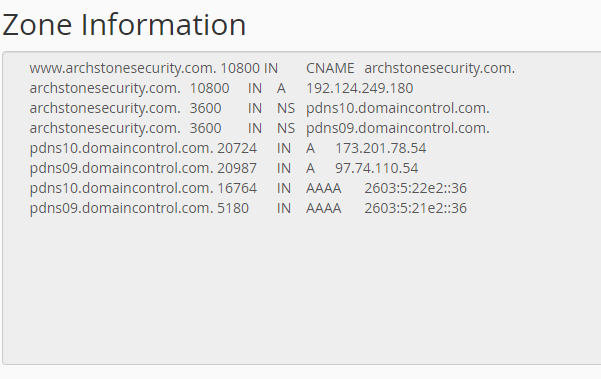 Zone Information
www.archstonesecurity.com. 10800 IN CNAME archstonesecurity.com.
archstonesecurity.com. 10800 IN A 192.124.249.180
archstonesecurity.com. 3600 IN NS pdns10.domaincontrol.com.
archstonesecurity.com. 3600 IN NS pdns09.domaincontrol.com.
pdns10.domaincontrol.com. 20724 IN A 173.201.78.54
pdns09.domaincontrol.com. 20987 IN A 97.74.110.54
pdns10.domaincontrol.com. 16764 IN AAAA 2603:5:22e2::36
pdns09.domaincontrol.com. 5180 IN AAAA 2603:5:21e2::36